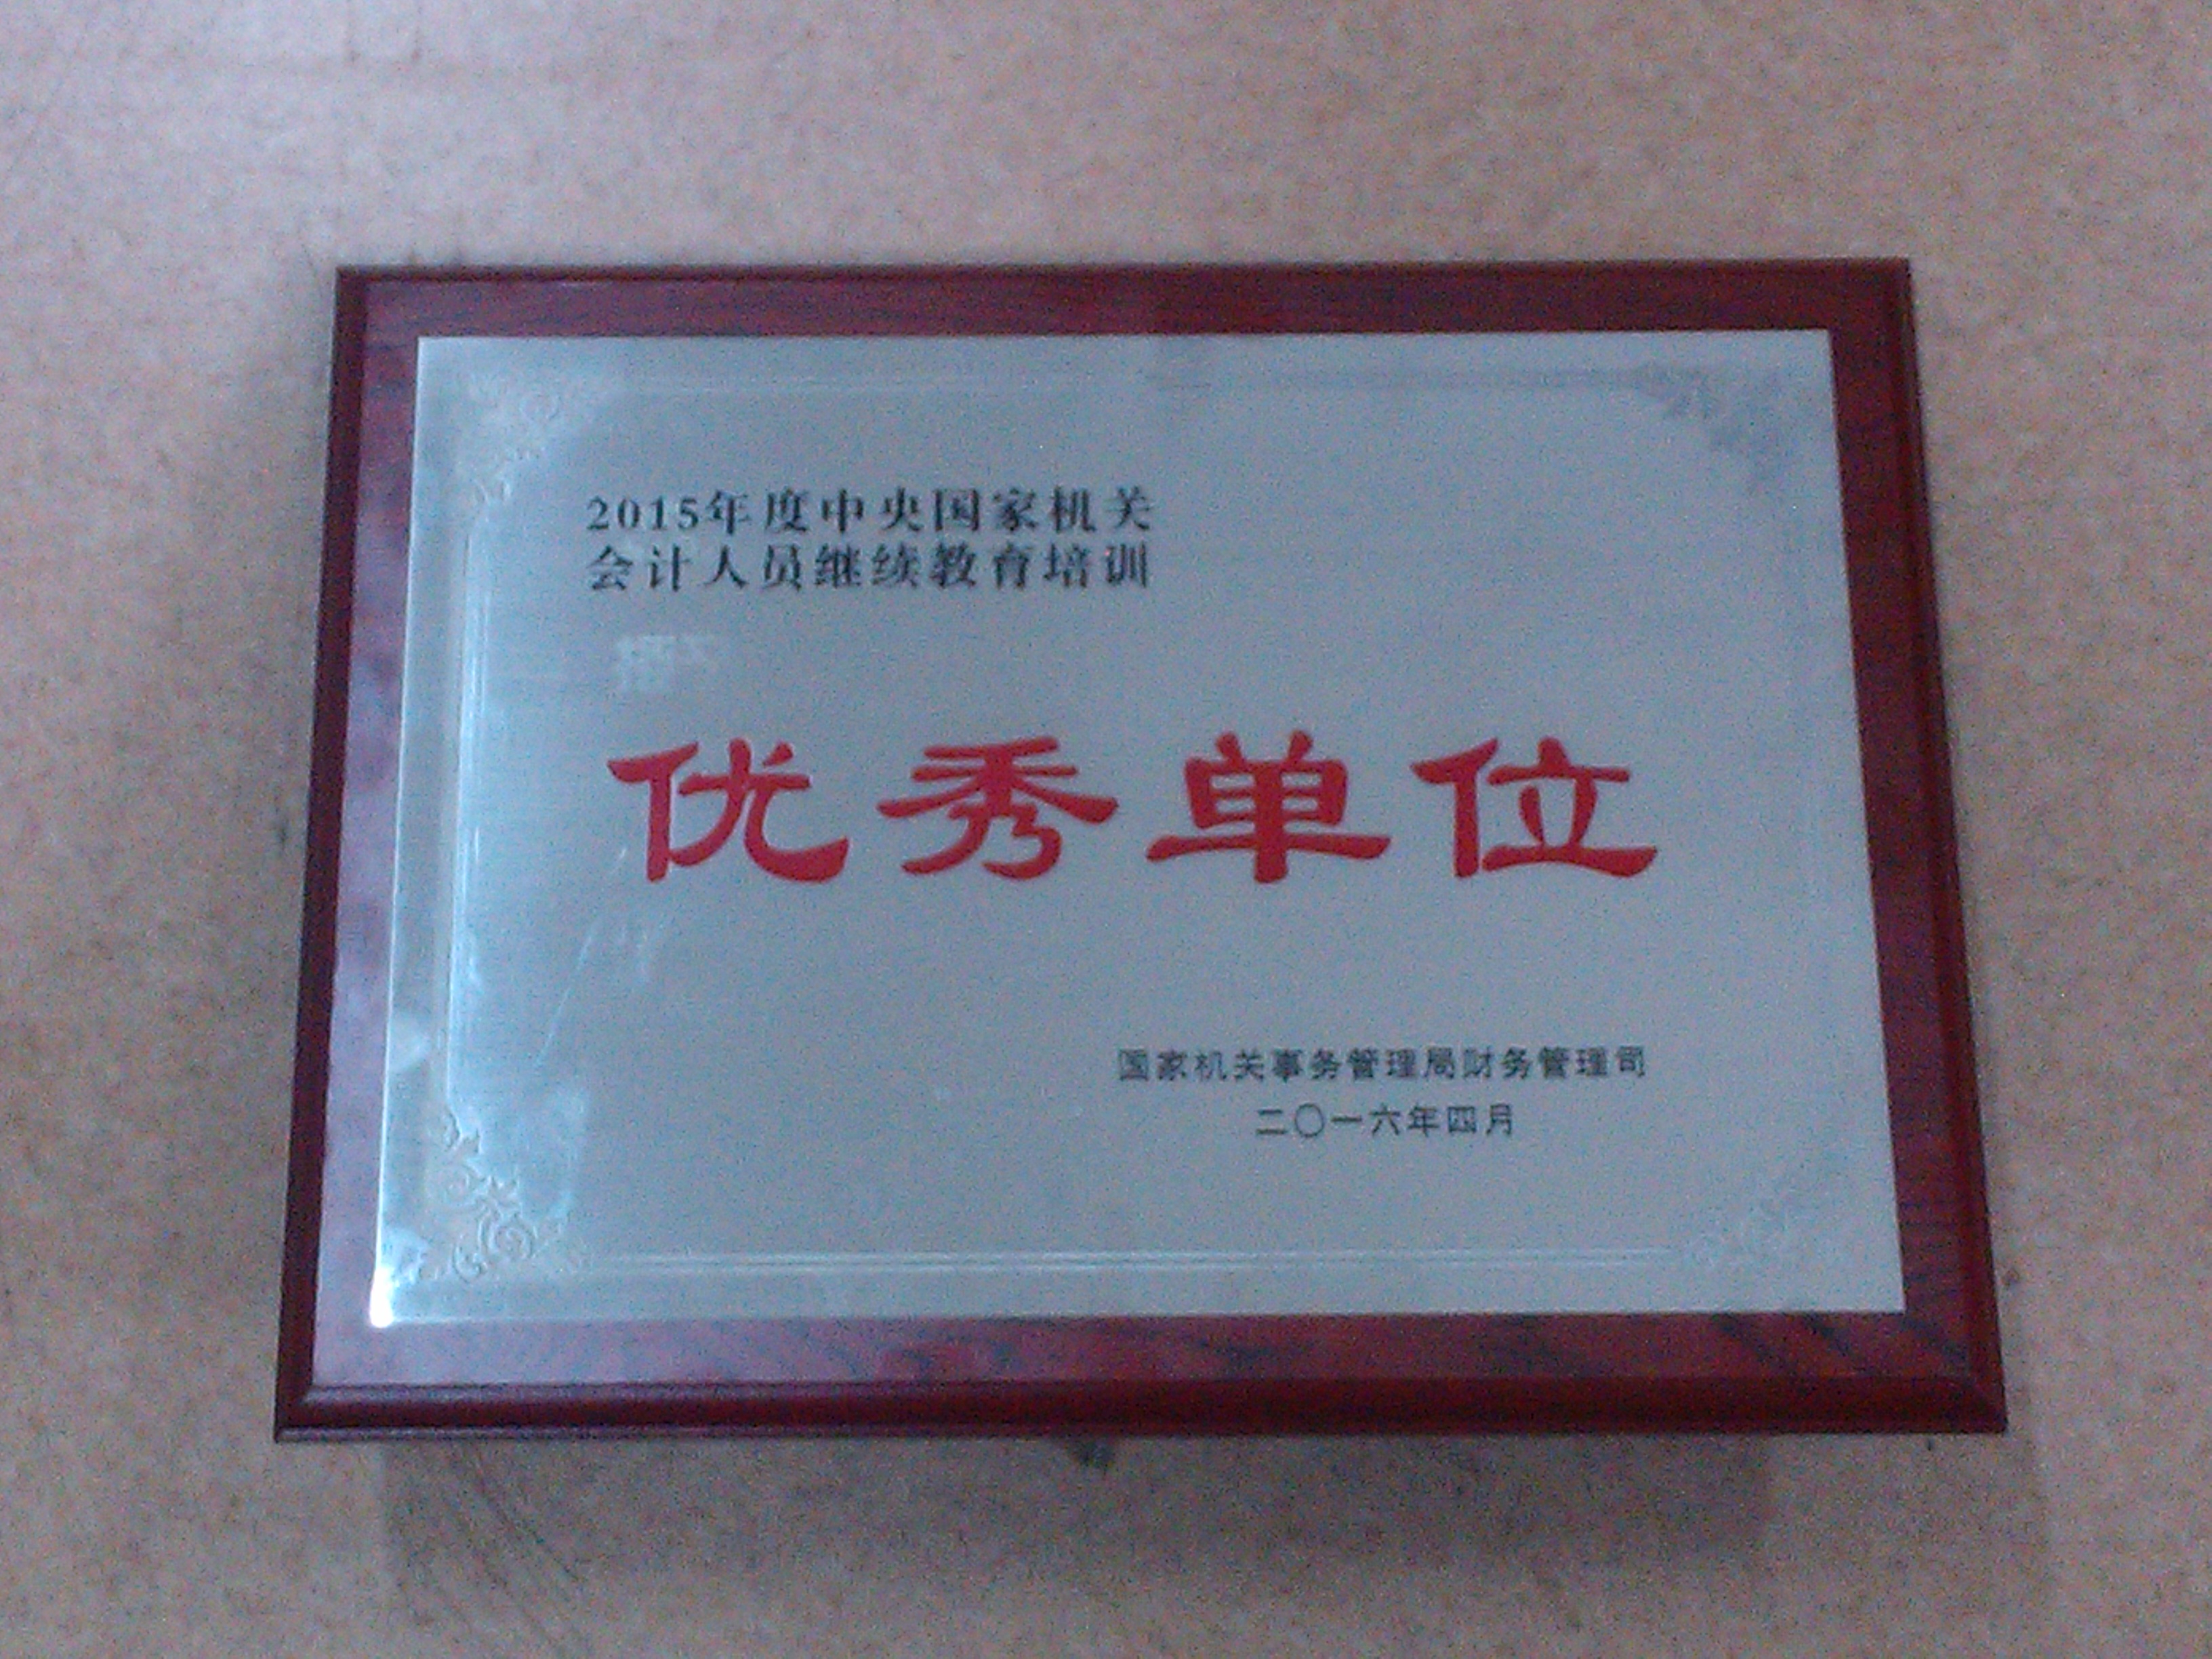 2015年度中央国家机关
会计人员继续教育培训
优秀单位
国家机关事务管理局财务管理司
二〇一六年四月